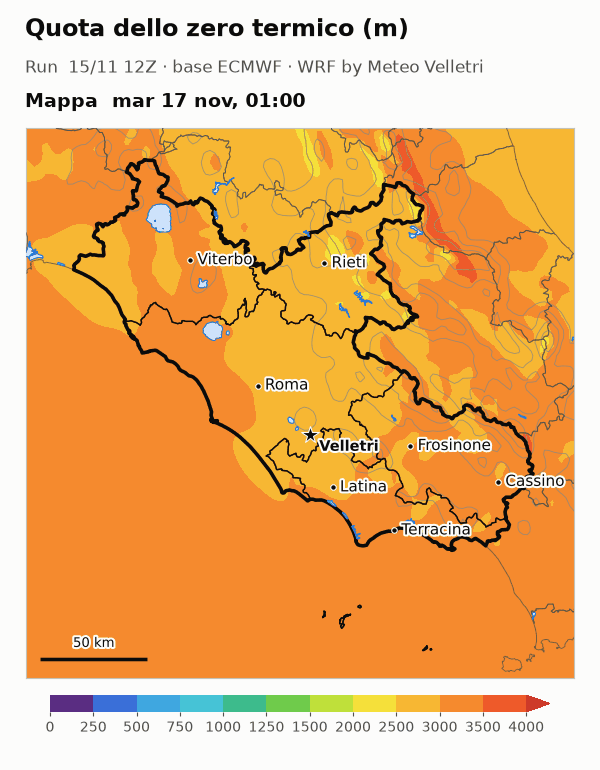 Quota dello zero termico (m)
Run  15/11 12Z · base ECMWF · WRF by Meteo Velletri
Mappa  mar 17 nov, 01:00
Viterbo
Rieti
Roma
Velletri
Frosinone
Cassino
Latina
Terracina
50 km
0 250 500 750 1000 1250 1500 2000 2500 3000 3500 4000